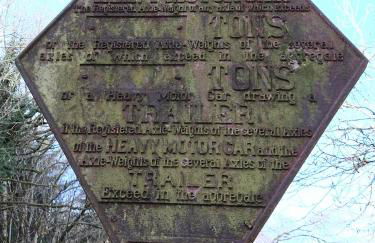 The Registered Axle-Weight of any axle of which exceeds
TONS
or the Registered Axle-Weights of the several
axles of which exceed in the aggregate
TONS
or a Heavy Motor Car drawing a
TRAILER
if the Registered Axle-Weights of the several Axles
of the HEAVY MOTOR CAR and the
Axle-Weights of the several Axles of the
TRAILER
Exceed in the aggregate